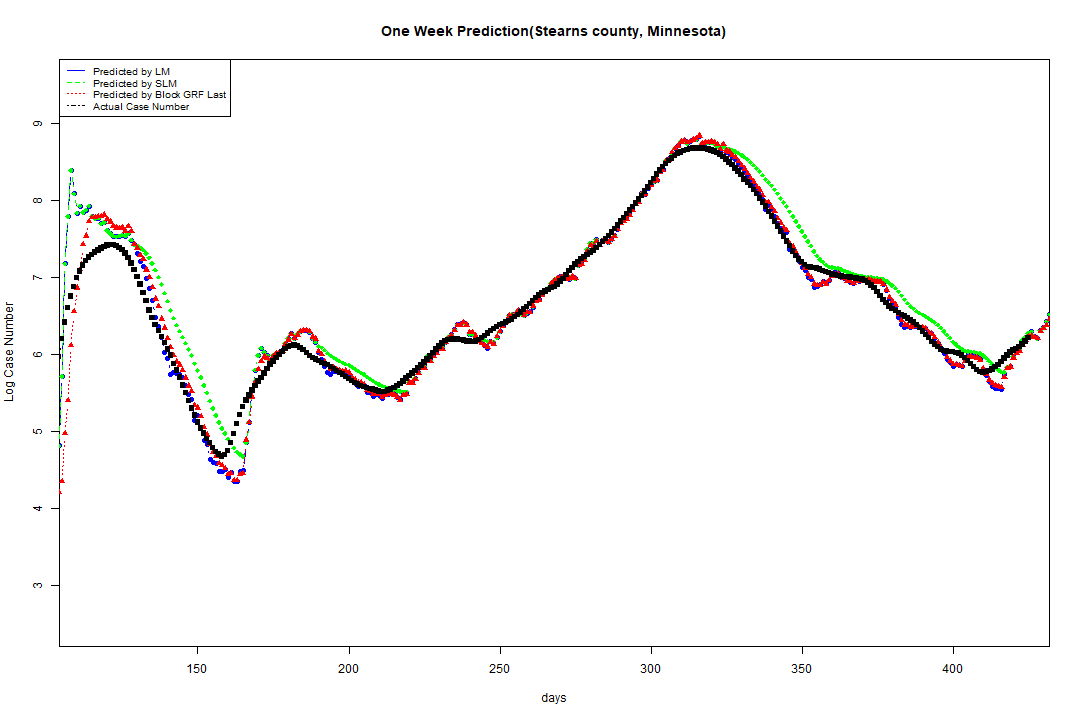 One Week Prediction(Stearns county, Minnesota)
Predicted by LM
Predicted by SLM
Predicted by Block GRF Last
Actual Case Number
9
8
7
6
5
4
3
Log Case Number
150 200 250 300 350 400
days